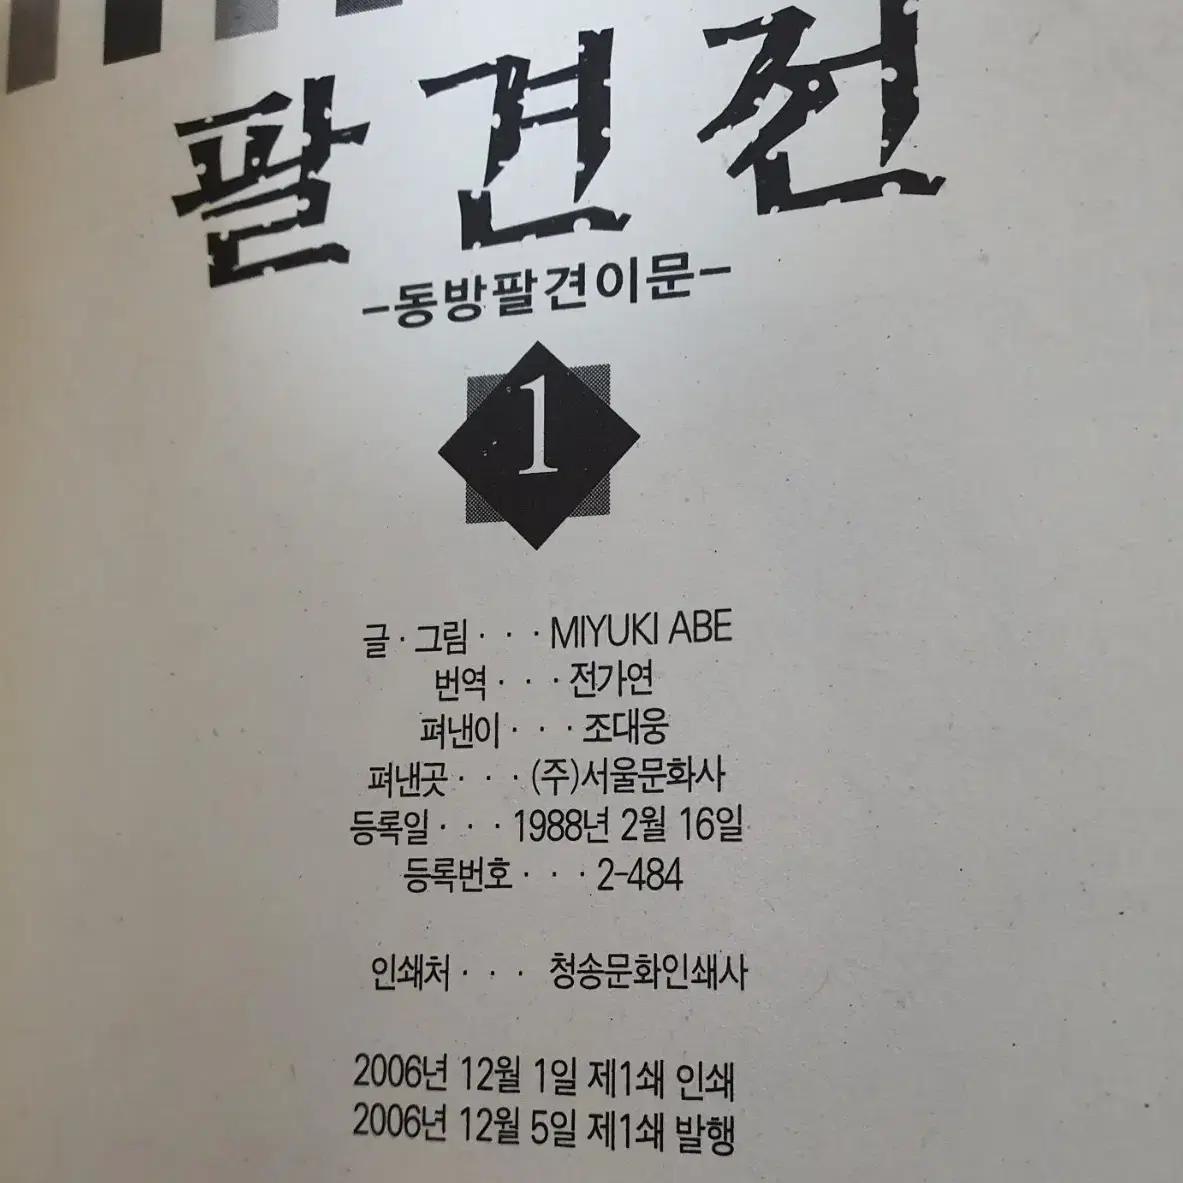 팔견전
-동방팔견이문-
1
글·그림···MIYUKI ABE
번역···전가연
펴낸이···조대웅
펴낸곳···(주)서울문화사
등록일···1988년 2월 16일
등록번호···2-484
인쇄처··· 청송문화인쇄사
2006년 12월 1일 제1쇄 인쇄
2006년 12월 5일 제1쇄 발행